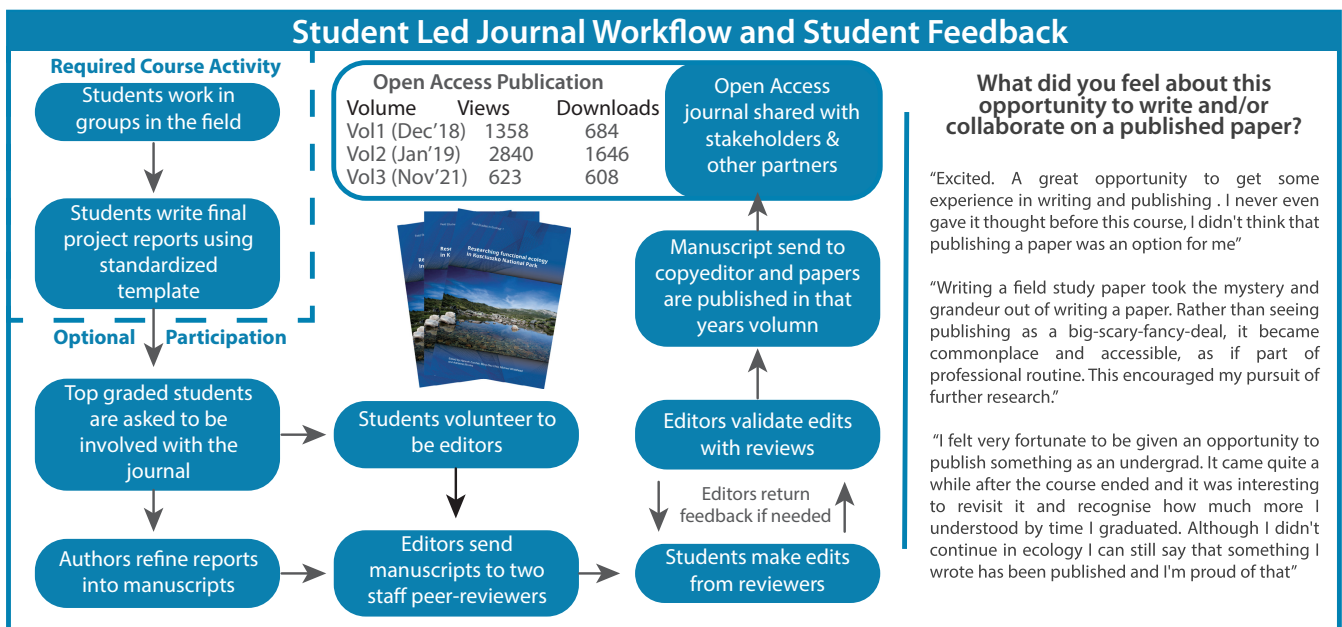 Student Led Journal Workflow and Student Feedback
Required Course Activity
Students work in
groups in the field
Students write final
project reports using
standardized
template
Optional Participation
Top graded students
are asked to be
involved with the
journal
Authors refine reports
into manuscripts
Students volunteer to
be editors
Editors send
manuscripts to two
staff peer-reviewers
Students make edits
from reviewers
Editors return
feedback if needed
Editors validate edits
with reviews
Manuscript send to
copyeditor and papers
are published in that
years volumn
Open Access
journal shared with
stakeholders &
other partners
Open Access Publication
Volume Views Downloads
Vol1 (Dec'18) 1358 684
Vol2 (Jan'19) 2840 1646
Vol3 (Nov'21) 623 608
Researching functional ecology
in Kosciuszko National Park
What did you feel about this
opportunity to write and/or
collaborate on a published paper?
“Excited. A great opportunity to get some
experience in writing and publishing . I never even
gave it thought before this course, I didn't think that
publishing a paper was an option for me”
“Writing a field study paper took the mystery and
grandeur out of writing a paper. Rather than seeing
publishing as a big-scary-fancy-deal, it became
commonplace and accessible, as if part of
professional routine. This encouraged my pursuit of
further research.”
“I felt very fortunate to be given an opportunity to
publish something as an undergrad. It came quite a
while after the course ended and it was interesting
to revisit it and recognise how much more I
understood by time I graduated. Although I didn't
continue in ecology I can still say that something I
wrote has been published and I'm proud of that”